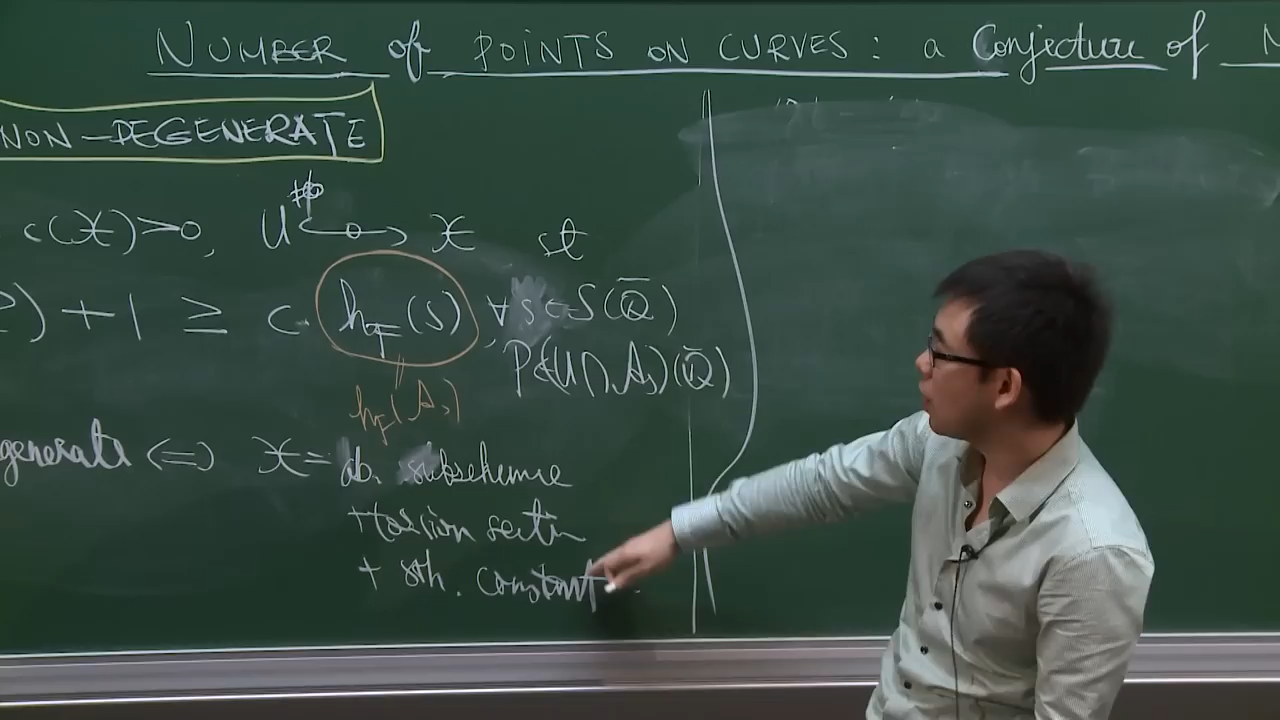 NUMBER of POINTS ON CURVES : a Conjecture of
NON-DEGENERATE
c(𝒳)>0, U ↪ 𝒳 st
) + 1 ≥ c. h_F(s) ∀s∈S(Q̄)
P∈(U∩A_s)(Q̄)
h_F(A_s)
generate ⟺ 𝒳 = ab. subscheme
+torsion section
+ sth. constant